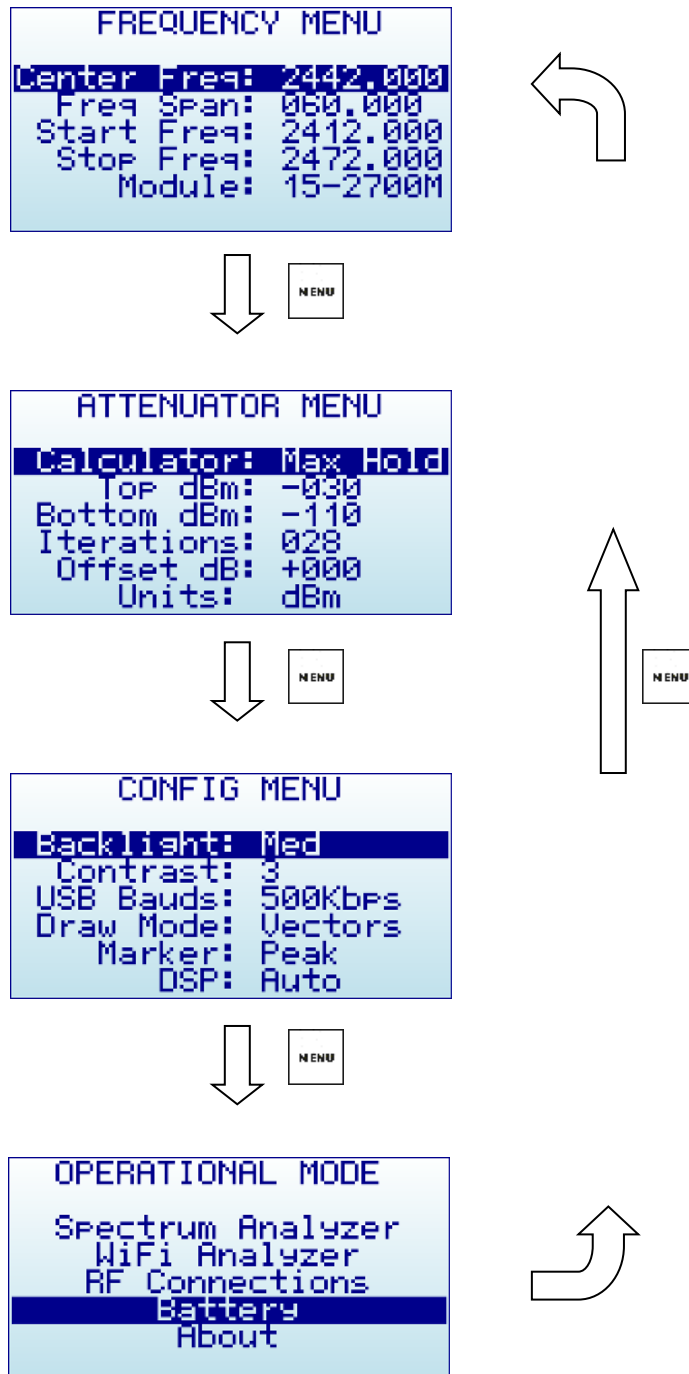 FREQUENCY MENU
Center Freq: 2442.000
Freq Span: 060.000
Start Freq: 2412.000
Stop Freq: 2472.000
Module: 15-2700M
MENU
ATTENUATOR MENU
Calculator: Max Hold
Top dBm: -030
Bottom dBm: -110
Iterations: 028
Offset dB: +000
Units: dBm
MENU
MENU
CONFIG MENU
Backlight: Med
Contrast: 3
USB Bauds: 500Kbps
Draw Mode: Vectors
Marker: Peak
DSP: Auto
MENU
OPERATIONAL MODE
Spectrum Analyzer
WiFi Analyzer
RF Connections
Battery
About